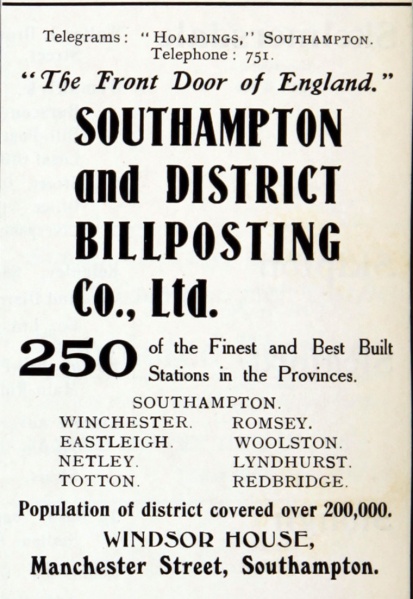 Telegrams: "Hoardings," Southampton.
Telephone: 751.
"The Front Door of England."
SOUTHAMPTON
and DISTRICT
BILLPOSTING
Co., Ltd.
250 of the Finest and Best Built
Stations in the Provinces.
SOUTHAMPTON.
WINCHESTER. ROMSEY.
EASTLEIGH. WOOLSTON.
NETLEY. LYNDHURST.
TOTTON. REDBRIDGE.
Population of district covered over 200,000.
WINDSOR HOUSE,
Manchester Street, Southampton.